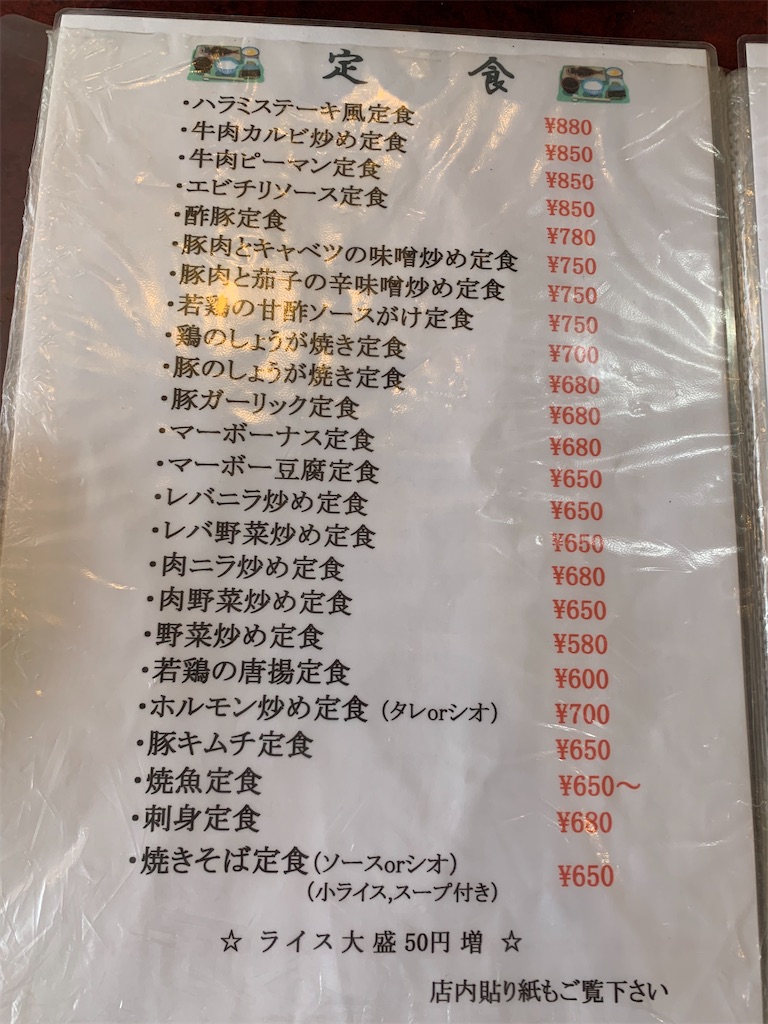 定食
・ハラミステーキ風定食 ¥880
・牛肉カルビ炒め定食 ¥850
・牛肉ピーマン定食 ¥850
・エビチリソース定食 ¥850
・酢豚定食 ¥780
・豚肉とキャベツの味噌炒め定食 ¥750
・豚肉と茄子の辛味噌炒め定食 ¥750
・若鶏の甘酢ソースがけ定食 ¥750
・鶏のしょうが焼き定食 ¥700
・豚のしょうが焼き定食 ¥680
・豚ガーリック定食 ¥680
・マーボーナス定食 ¥680
・マーボー豆腐定食 ¥650
・レバニラ炒め定食 ¥650
・レバ野菜炒め定食 ¥650
・肉ニラ炒め定食 ¥680
・肉野菜炒め定食 ¥650
・野菜炒め定食 ¥580
・若鶏の唐揚定食 ¥600
・ホルモン炒め定食(タレorシオ) ¥700
・豚キムチ定食 ¥650
・焼魚定食 ¥650〜
・刺身定食 ¥680
・焼きそば定食(ソースorシオ) ¥650
(小ライス,スープ付き)
☆ ライス大盛50円増 ☆
店内貼り紙もご覧下さい